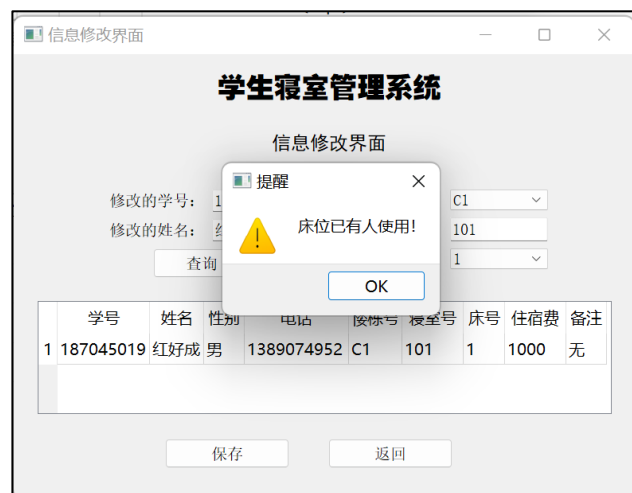 信息修改界面
学生寝室管理系统
信息修改界面
提醒
修改的学号： 1
C1
床位已有人使用!
修改的姓名：
101
查询
1
OK
学号 姓名 性别 电话 楼栋号 寝室号 床号 住宿费 备注
1 187045019 红好成 男 1389074952 C1 101 1 1000 无
保存 返回